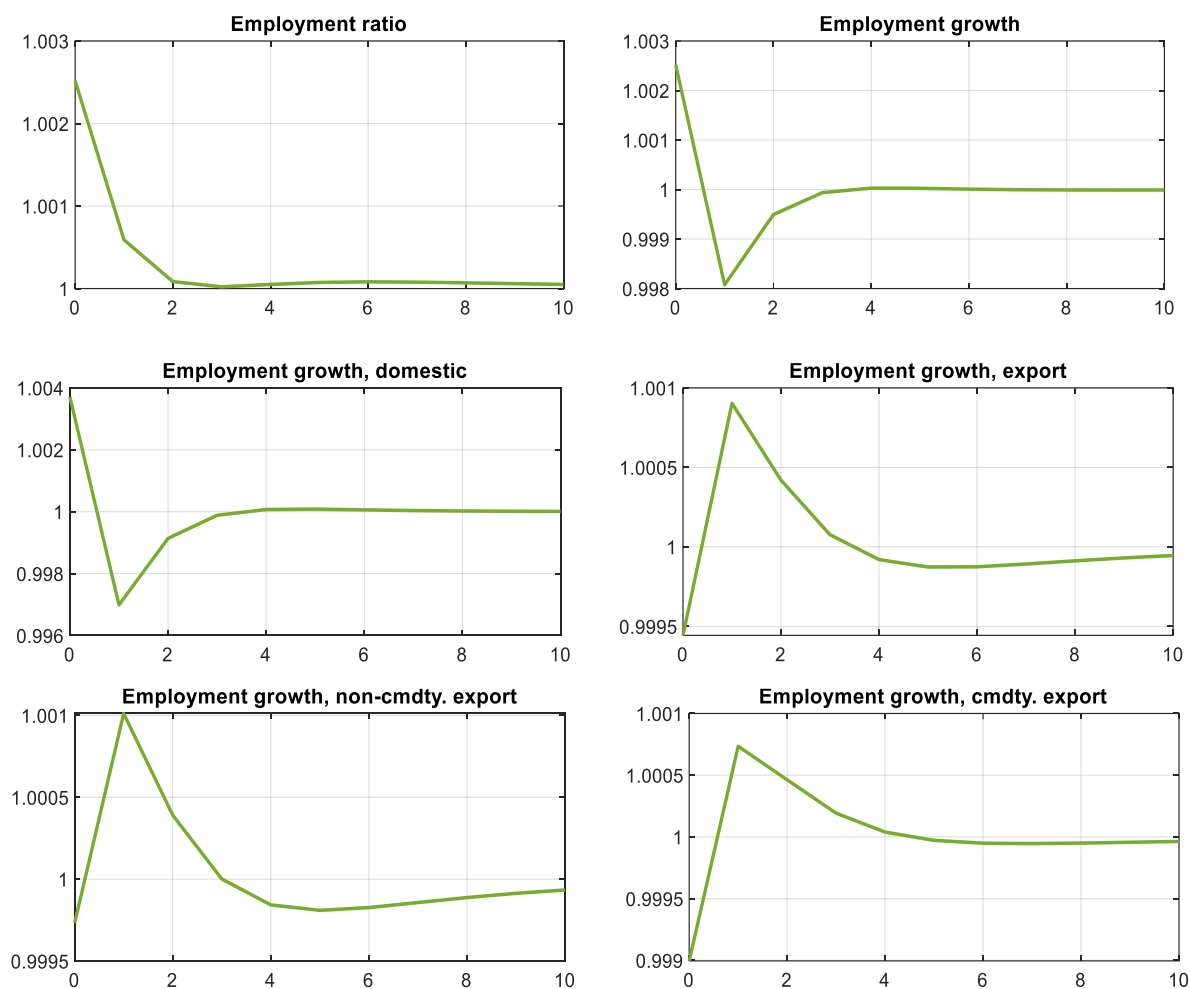 Employment ratio
1.003
1.002
1.001
1
0 2 4 6 8 10
Employment growth
1.003
1.002
1.001
1
0.999
0.998
0 2 4 6 8 10
Employment growth, domestic
1.004
1.002
1
0.998
0.996
0 2 4 6 8 10
Employment growth, export
1.001
1.0005
1
0.9995
0 2 4 6 8 10
Employment growth, non-cmdty. export
1.001
1.0005
1
0.9995
0 2 4 6 8 10
Employment growth, cmdty. export
1.001
1.0005
1
0.9995
0.999
0 2 4 6 8 10